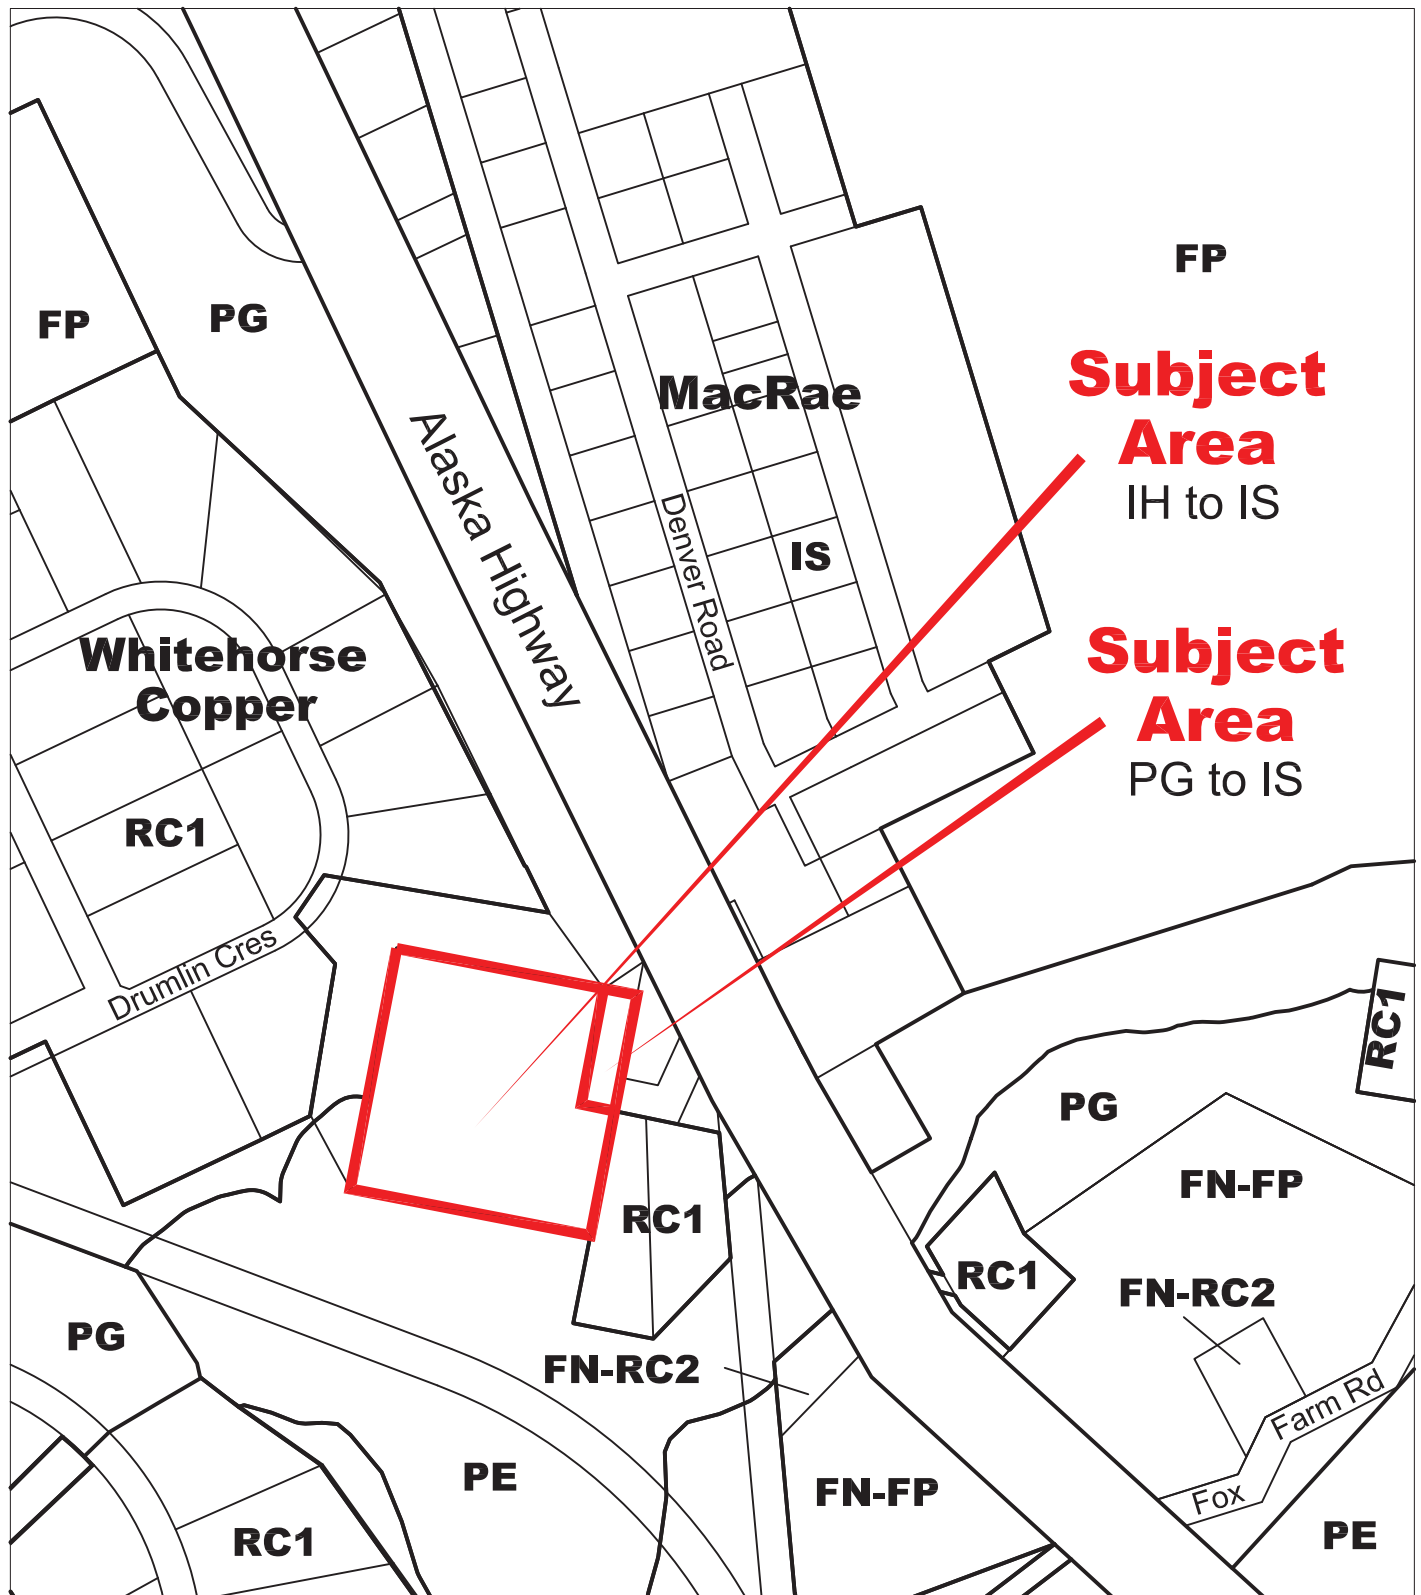 FP
FP
PG
Subject
Area
IH to IS
MacRae
Alaska Highway
Denver Road
IS
Subject
Area
PG to IS
Whitehorse
Copper
RC1
Drumlin Cres
RC1
PG
FN-FP
RC1
RC1
FN-RC2
PG
FN-RC2
Farm Rd
Fox
PE
FN-FP
RC1
PE